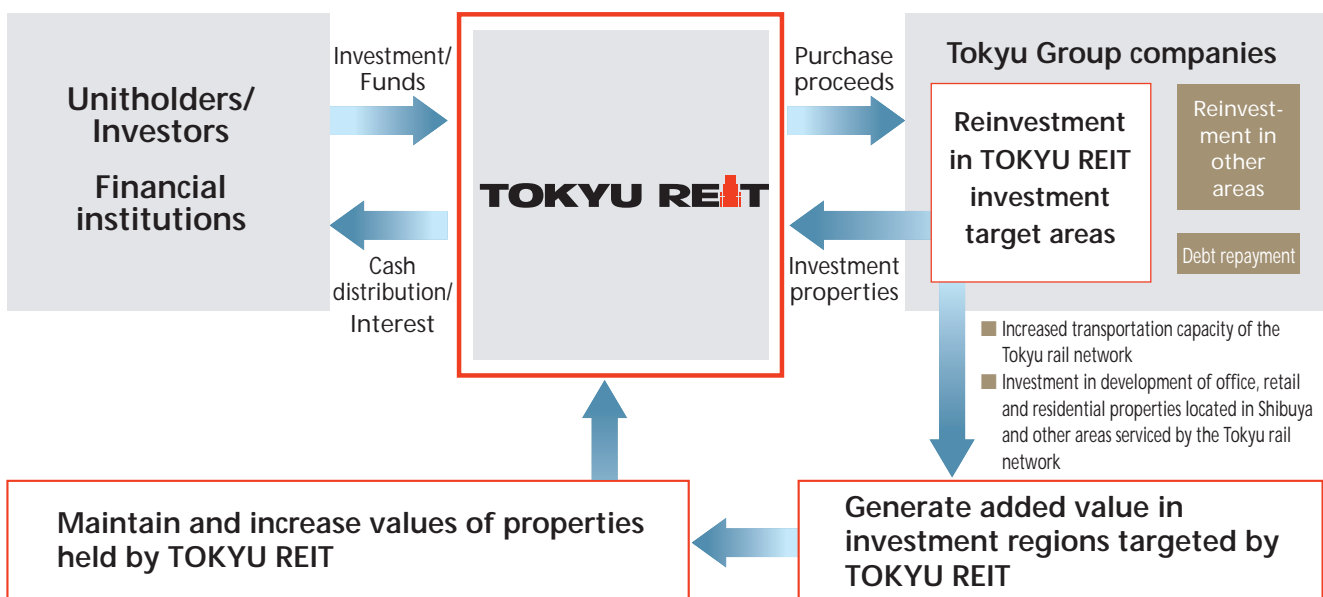 Unitholders/
Investors
Financial
institutions
Investment/
Funds
Cash
distribution/
Interest
TOKYU REIT
Purchase
proceeds
Investment
properties
Tokyu Group companies
Reinvestment
in TOKYU REIT
investment
target areas
Reinvest-
ment in
other
areas
Debt repayment
Increased transportation capacity of the
Tokyu rail network
Investment in development of office, retail
and residential properties located in Shibuya
and other areas serviced by the Tokyu rail
network
Maintain and increase values of properties
held by TOKYU REIT
Generate added value in
investment regions targeted by
TOKYU REIT